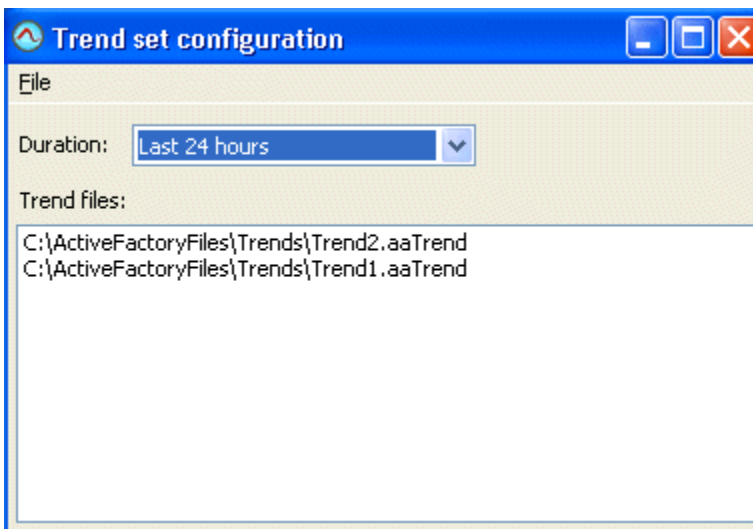 Trend set configuration
File
Duration: Last 24 hours
Trend files:
C:\ActiveFactoryFiles\Trends\Trend2.aaTrend
C:\ActiveFactoryFiles\Trends\Trend1.aaTrend